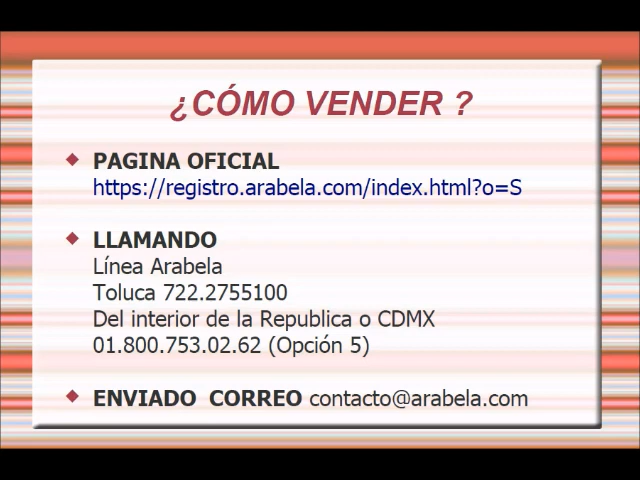 ¿CÓMO VENDER ?
PAGINA OFICIAL
https://registro.arabela.com/index.html?o=S
LLAMANDO
Línea Arabela
Toluca 722.2755100
Del interior de la Republica o CDMX
01.800.753.02.62 (Opción 5)
ENVIADO CORREO contacto@arabela.com